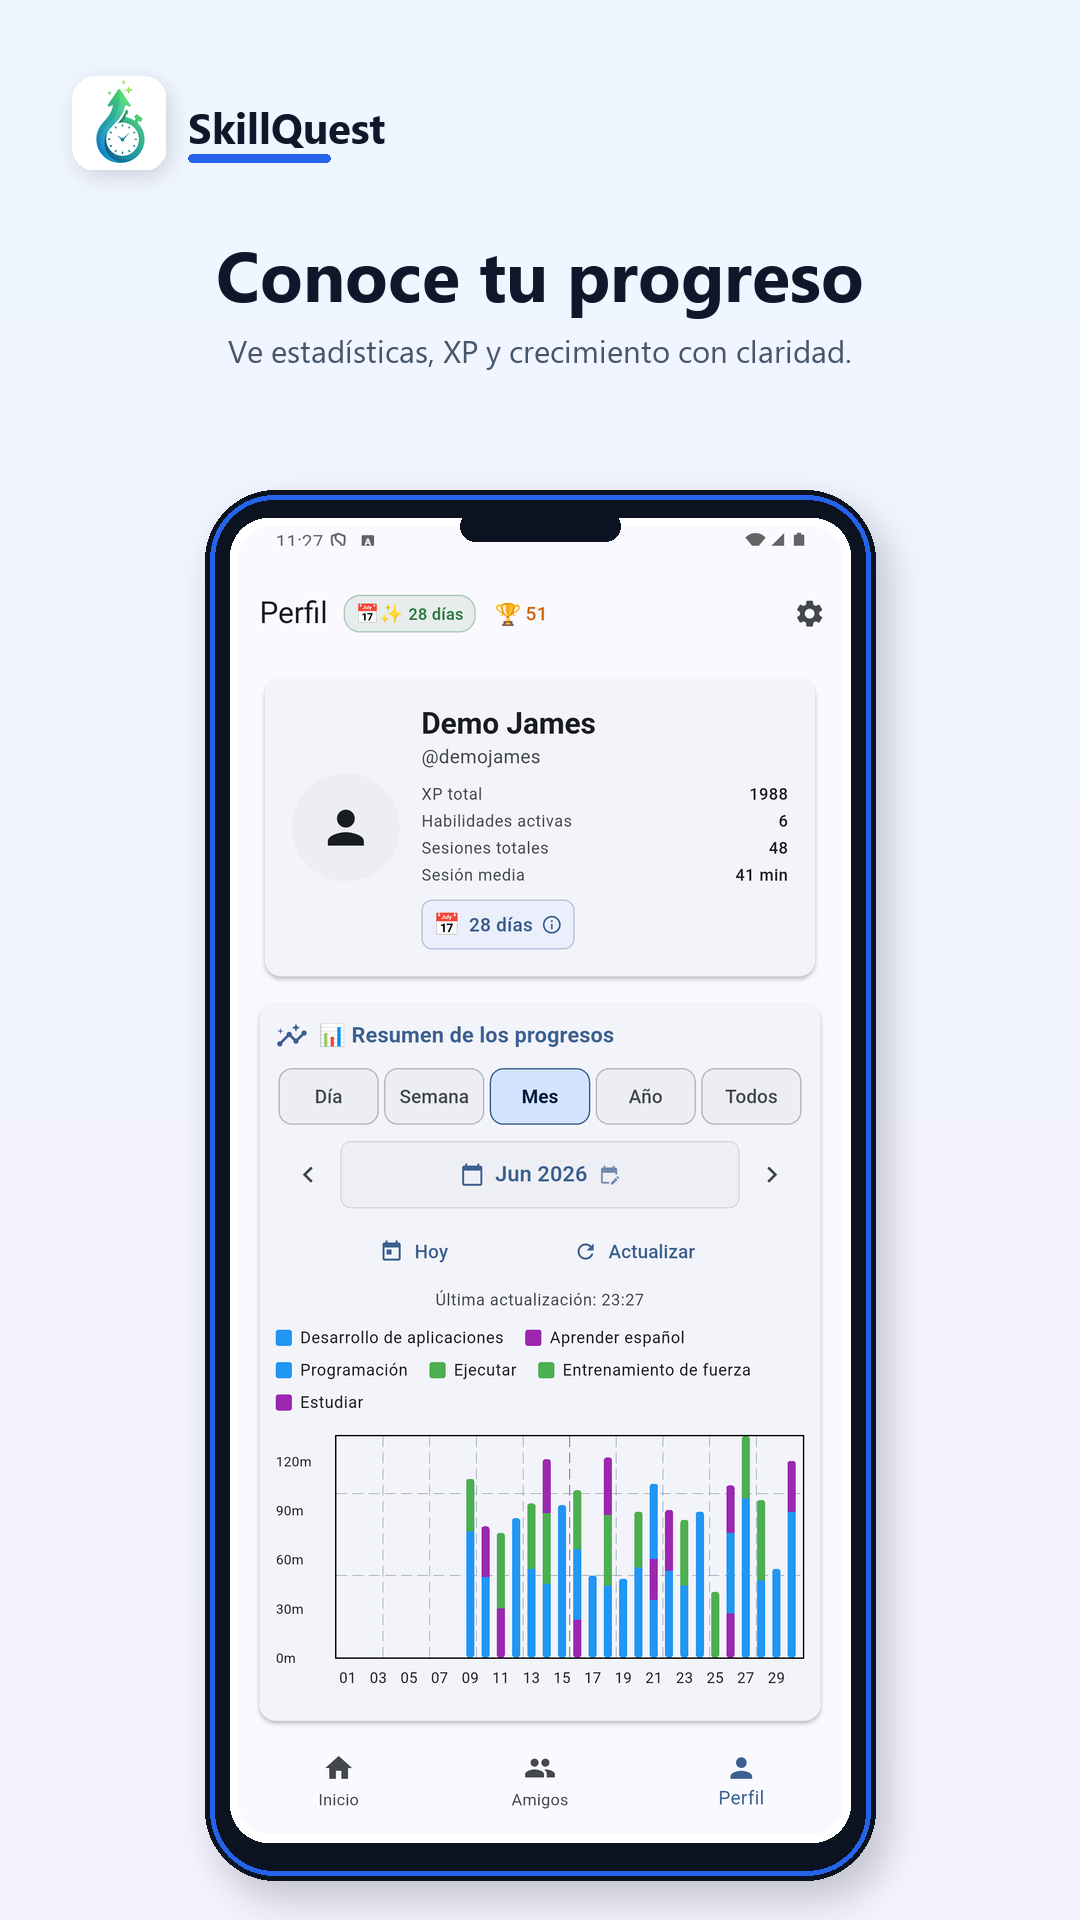 SkillQuest
Conoce tu progreso
Ve estadísticas, XP y crecimiento con claridad.
11:27
Perfil 28 días 51
Demo James
@demojames
XP total 1988
Habilidades activas 6
Sesiones totales 48
Sesión media 41 min
28 días
Resumen de los progresos
Día Semana Mes Año Todos
Jun 2026
Hoy Actualizar
Última actualización: 23:27
Desarrollo de aplicaciones Aprender español
Programación Ejecutar Entrenamiento de fuerza
Estudiar
120m
90m
60m
30m
0m
01 03 05 07 09 11 13 15 17 19 21 23 25 27 29
Inicio Amigos Perfil